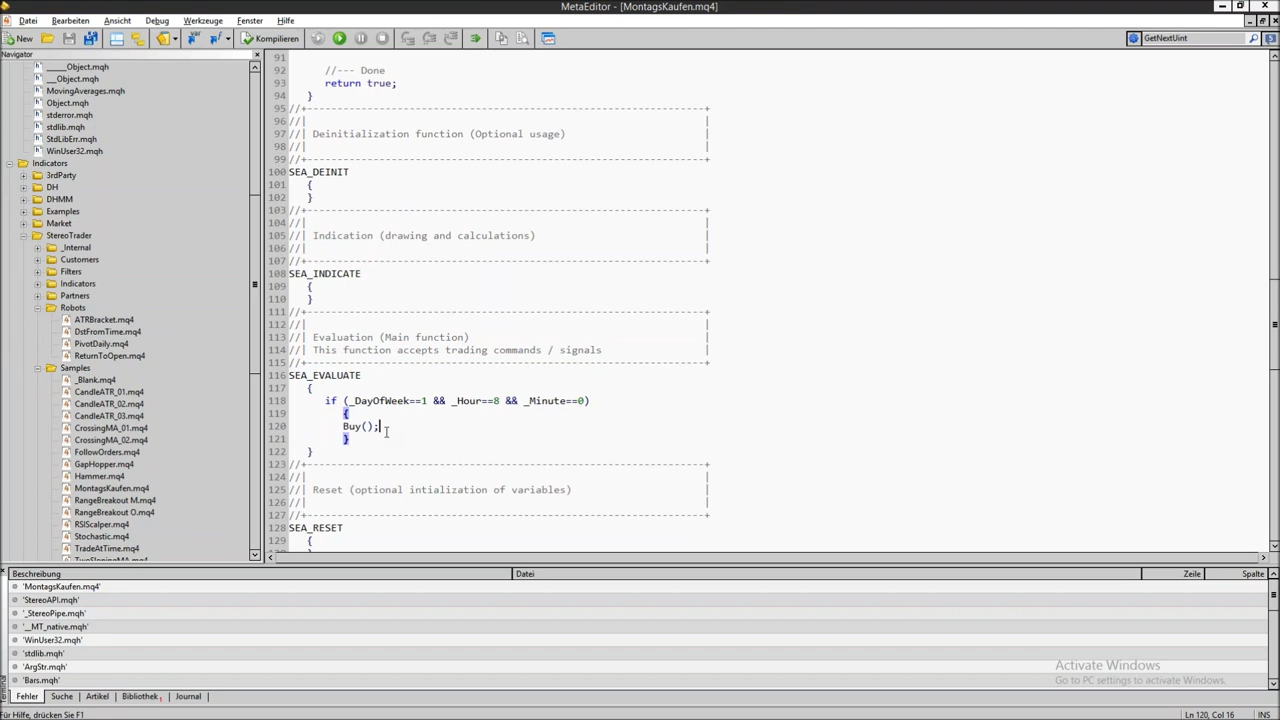 MetaEditor - [MontagsKaufen.mq4]
Datei Bearbeiten Ansicht Debug Werkzeuge Fenster Hilfe
New Kompilieren GetNextUint
Navigator
______Object.mqh
___Object.mqh
MovingAverages.mqh
Object.mqh
stderror.mqh
stdlib.mqh
StdLibErr.mqh
WinUser32.mqh
Indicators
3rdParty
DH
DHMM
Examples
Market
StereoTrader
_Internal
Customers
Filters
Indicators
Partners
Robots
ATRBracket.mq4
DstFromTime.mq4
PivotDaily.mq4
ReturnToOpen.mq4
Samples
_Blank.mq4
CandleATR_01.mq4
CandleATR_02.mq4
CandleATR_03.mq4
CrossingMA_01.mq4
CrossingMA_02.mq4
FollowOrders.mq4
GapHopper.mq4
Hammer.mq4
MontagsKaufen.mq4
RangeBreakout M.mq4
RangeBreakout O.mq4
RSIScalper.mq4
Stochastic.mq4
TradeAtTime.mq4
TwoSlopingMA.mq4
91
92 //--- Done
93 return true;
94 }
95 //+------------------------------------------------------------------+
96 //| |
97 //| Deinitialization function (Optional usage) |
98 //| |
99 //+------------------------------------------------------------------+
100 SEA_DEINIT
101 {
102 }
103 //+------------------------------------------------------------------+
104 //| |
105 //| Indication (drawing and calculations) |
106 //| |
107 //+------------------------------------------------------------------+
108 SEA_INDICATE
109 {
110 }
111 //+------------------------------------------------------------------+
112 //| |
113 //| Evaluation (Main function) |
114 //| This function accepts trading commands / signals |
115 //+------------------------------------------------------------------+
116 SEA_EVALUATE
117 {
118 if (_DayOfWeek==1 && _Hour==8 && _Minute==0)
119 {
120 Buy();
121 }
122 }
123 //+------------------------------------------------------------------+
124 //| |
125 //| Reset (optional intialization of variables) |
126 //| |
127 //+------------------------------------------------------------------+
128 SEA_RESET
129 {
Beschreibung Datei Zeile Spalte
'MontagsKaufen.mq4'
'StereoAPI.mqh'
'_StereoPipe.mqh'
'__MT_native.mqh'
'WinUser32.mqh'
'stdlib.mqh'
'ArgStr.mqh'
'Bars.mqh'
Activate Windows
Go to PC settings to activate Windows.
Terminal
Fehler Suche Artikel Bibliothek Journal
Für Hilfe, drücken Sie F1 Ln 120, Col 16 INS